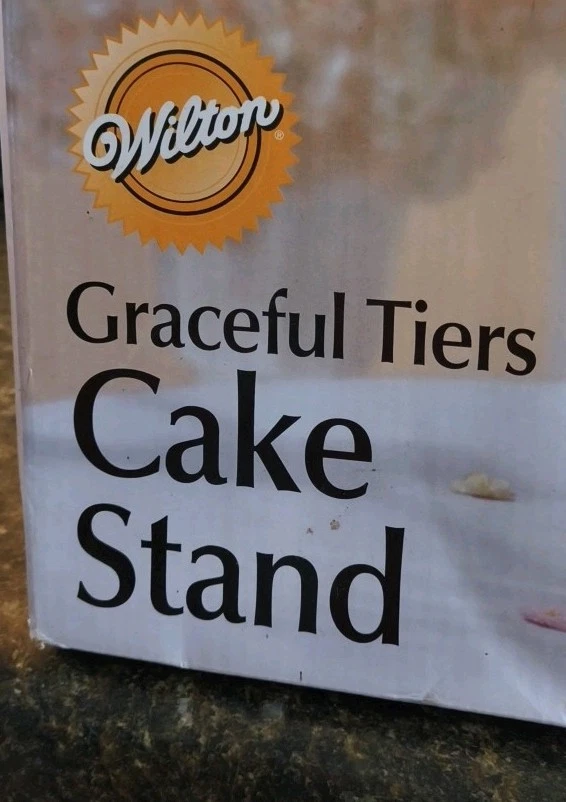 Wilton®
Graceful Tiers
Cake
Stand